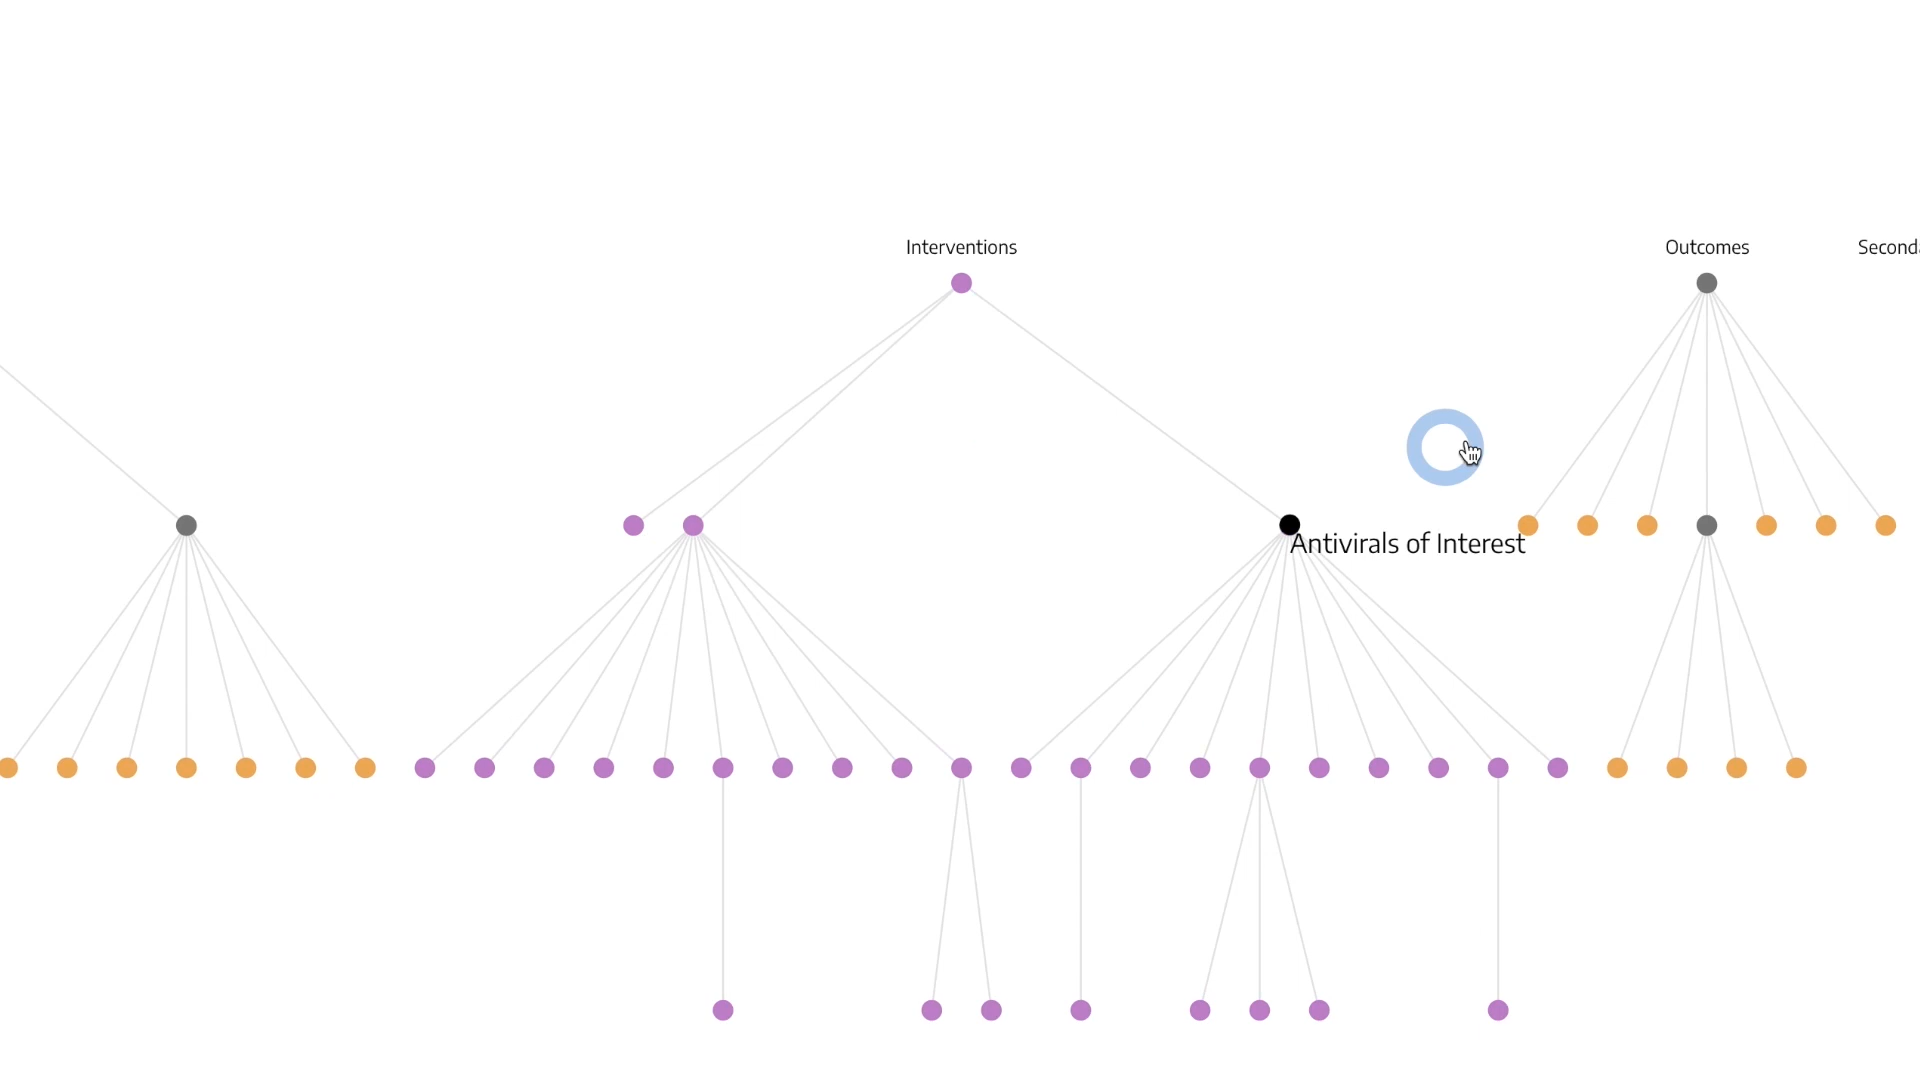 Interventions
Outcomes
Antivirals of Interest